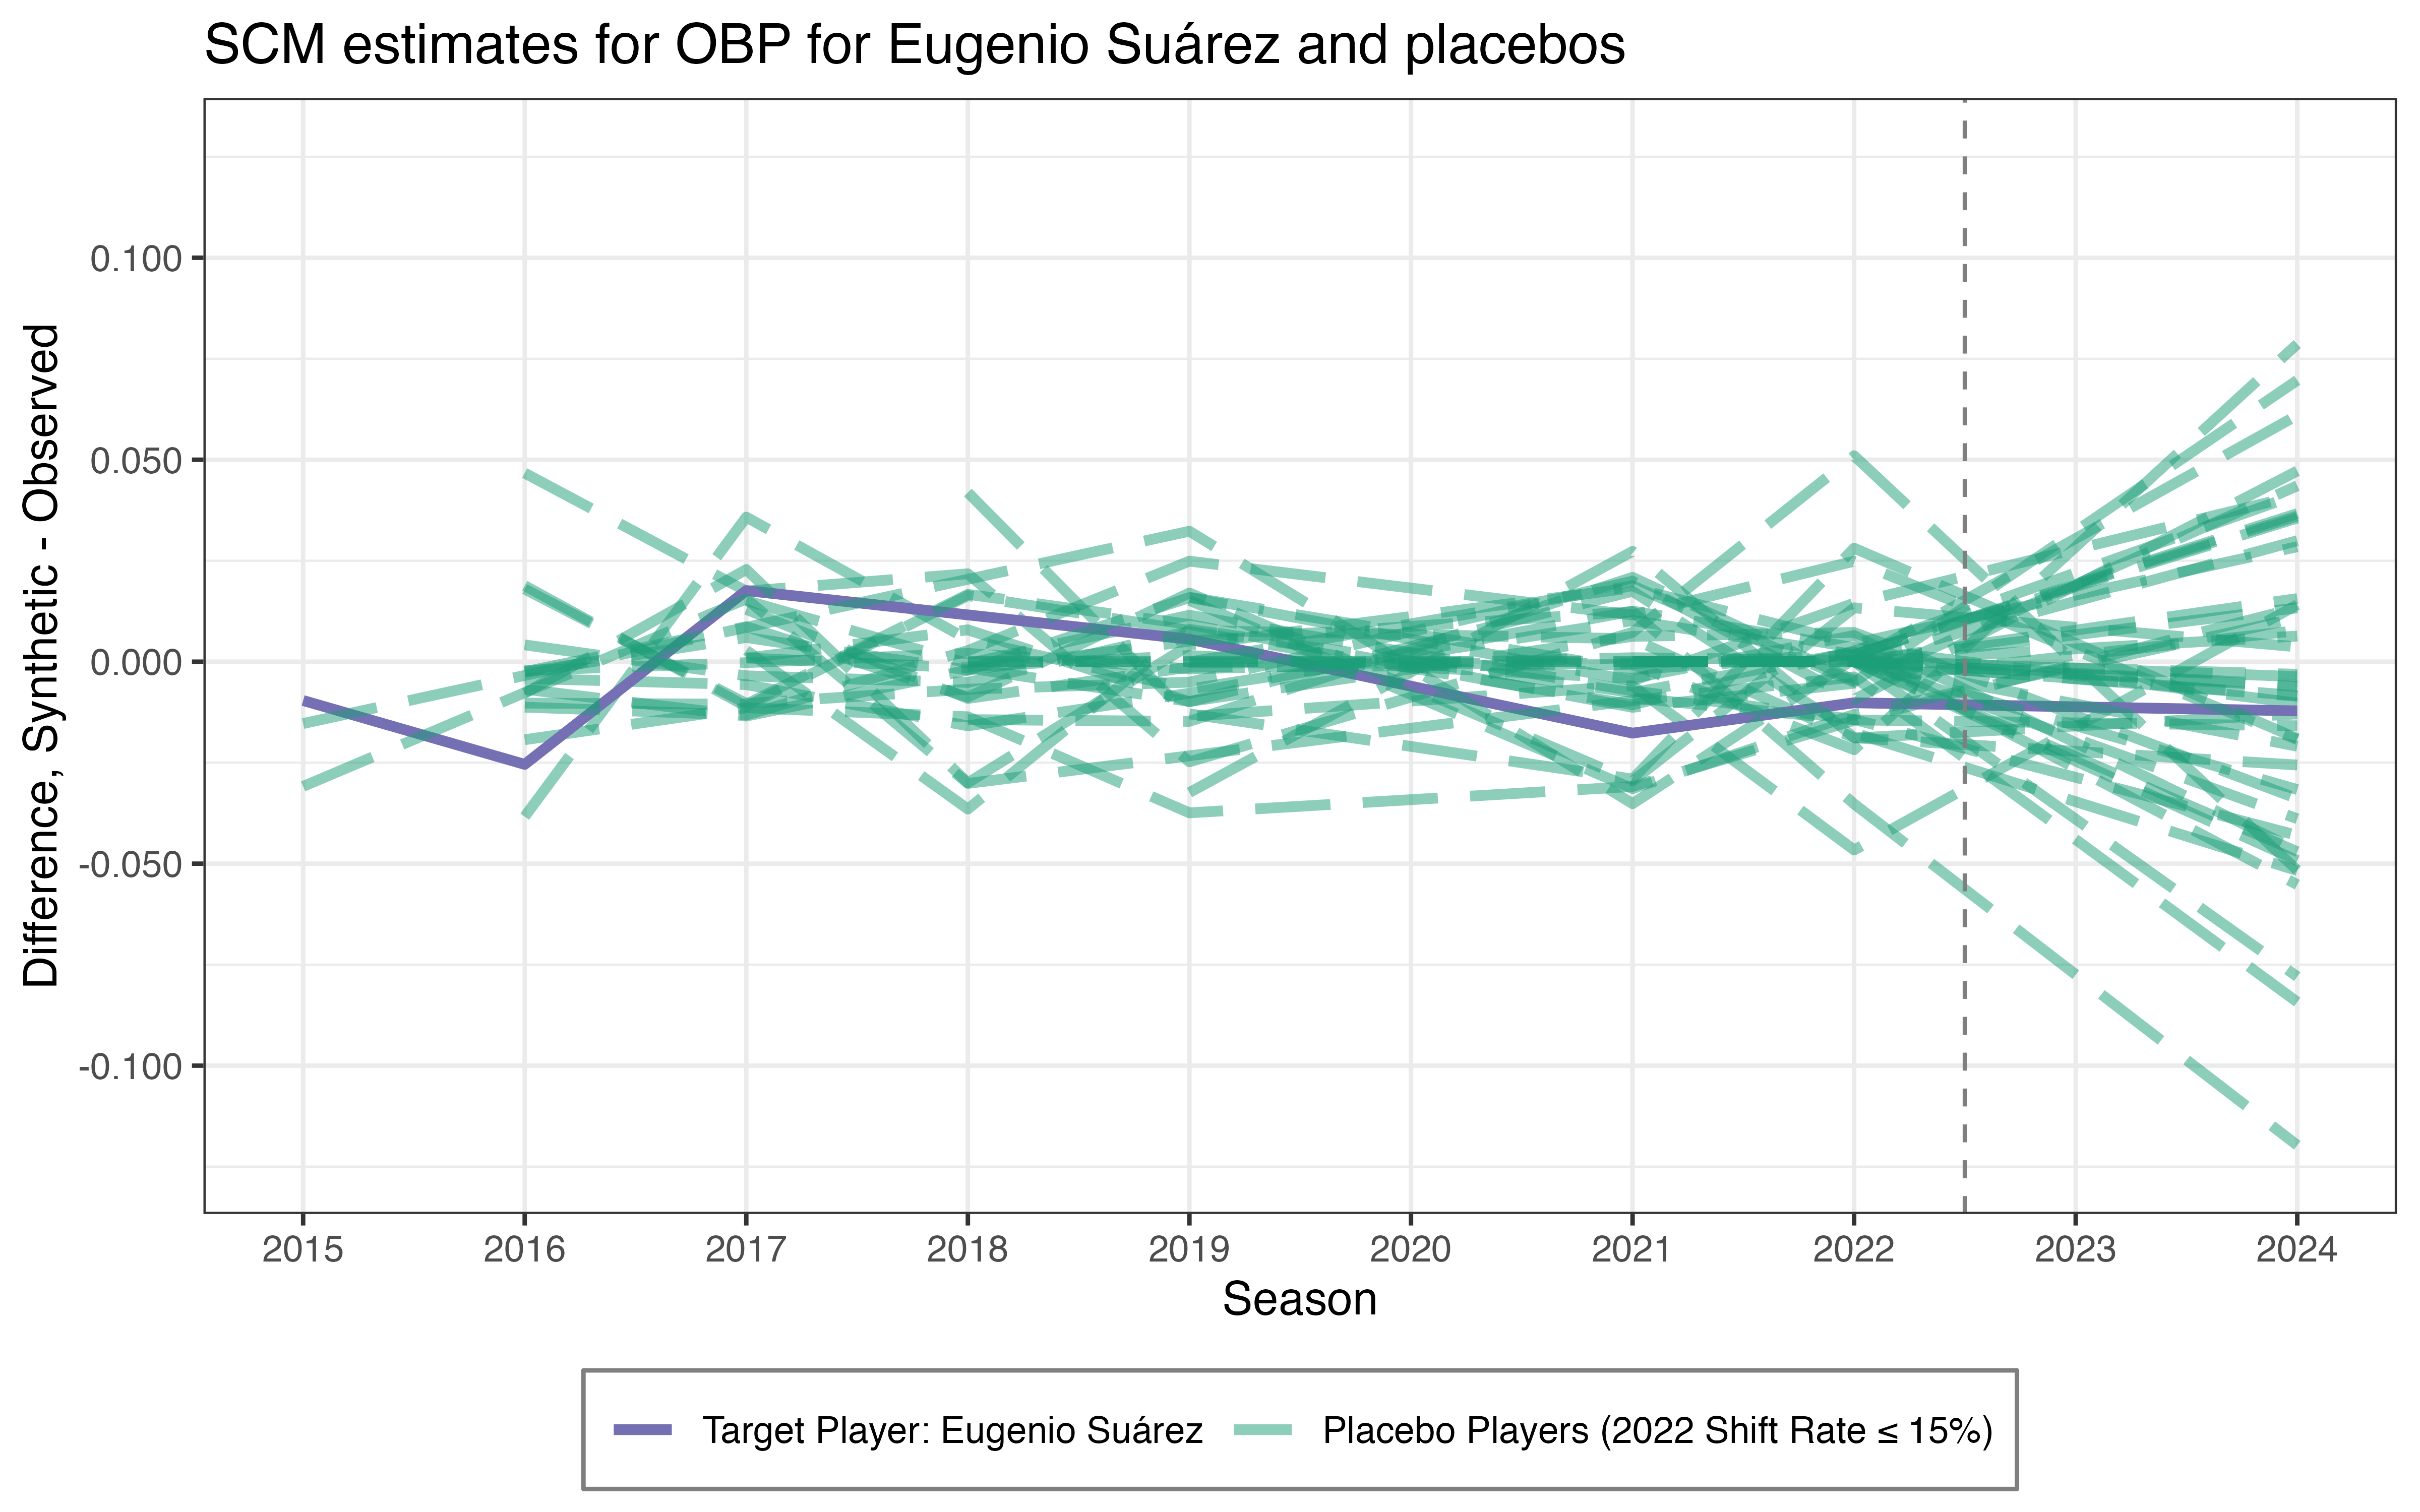 SCM estimates for OBP for Eugenio Suárez and placebos
Difference, Synthetic - Observed
0.100
0.050
0.000
-0.050
-0.100
2015 2016 2017 2018 2019 2020 2021 2022 2023 2024
Season
Target Player: Eugenio Suárez Placebo Players (2022 Shift Rate ≤ 15%)